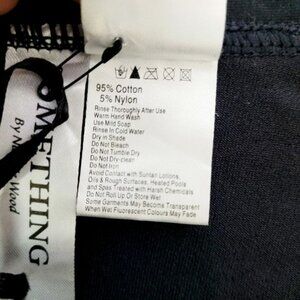 95% Cotton
5% Nylon
Rinse Thoroughly After Use
Warm Hand Wash
Use Mild Soap
Rinse In Cold Water
Dry in Shade
Do Not Bleach
Do Not Tumble Dry
Do Not Dry-clean
Do Not Iron
Avoid Contact with Suntan Lotions,
Oils & Rough Surfaces, Heated Pools
and Spas Treated with Harsh Chemicals
Do Not Roll Up Or Store Wet
Some Garments May Become Transparent
When Wet Fluorescent Colours May Fade
OMETHING
By Wood